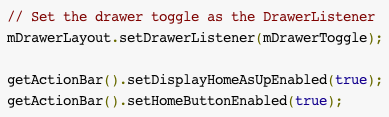 // Set the drawer toggle as the DrawerListener
mDrawerLayout.setDrawerListener(mDrawerToggle);
getActionBar().setDisplayHomeAsUpEnabled(true);
getActionBar().setHomeButtonEnabled(true);